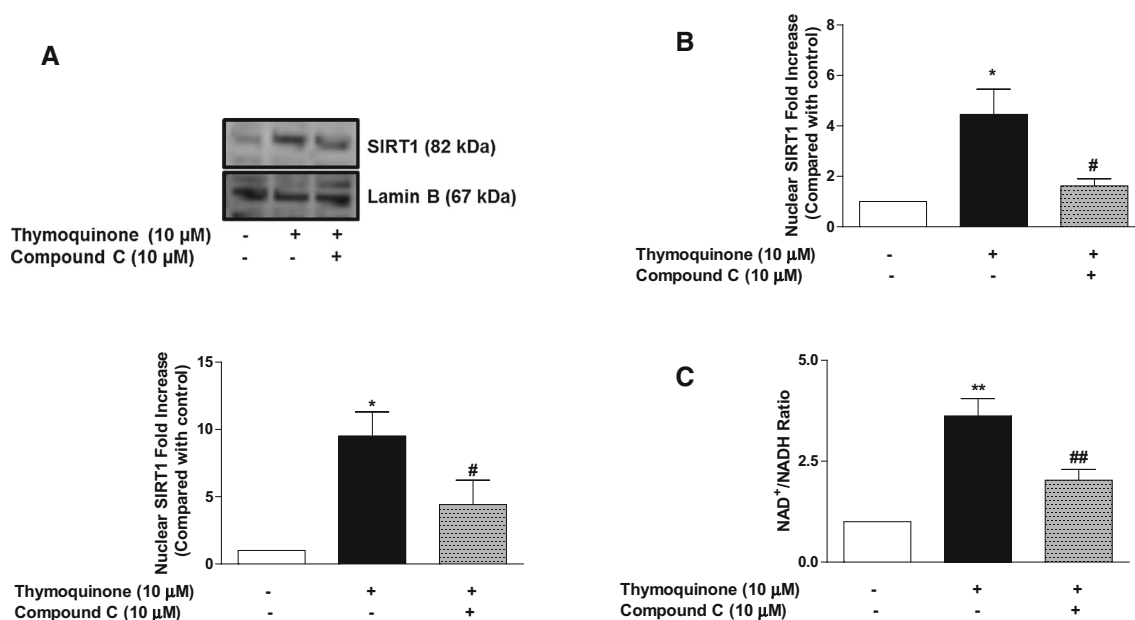 A
SIRT1 (82 kDa)
Lamin B (67 kDa)
Thymoquinone (10 µM) - + +
Compound C (10 µM) - - +
Nuclear SIRT1 Fold Increase
(Compared with control)
15
10
5
0
*
#
Thymoquinone (10 µM) - + +
Compound C (10 µM) - - +
B
Nuclear SIRT1 Fold Increase
(Compared with control)
8
6
4
2
0
*
#
Thymoquinone (10 µM) - + +
Compound C (10 µM) - - +
C
NAD+/NADH Ratio
5.0
2.5
0.0
**
##
Thymoquinone (10 µM) - + +
Compound C (10 µM) - - +